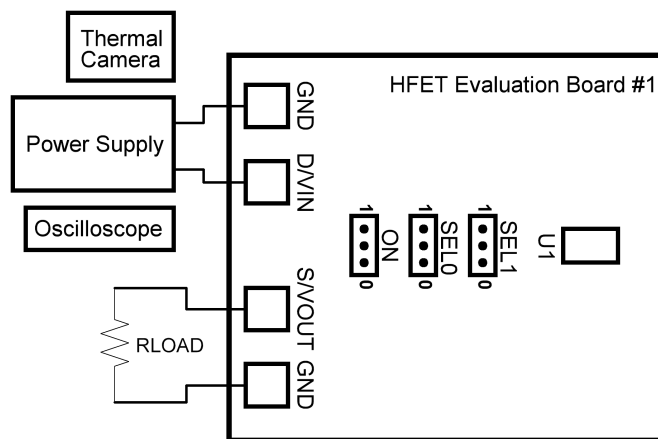 Thermal
Camera
HFET Evaluation Board #1
GND
Power Supply
D/VIN
Oscilloscope
1
1
1
ON
SEL0
SEL1
U1
0
0
0
S/VOUT
RLOAD
GND